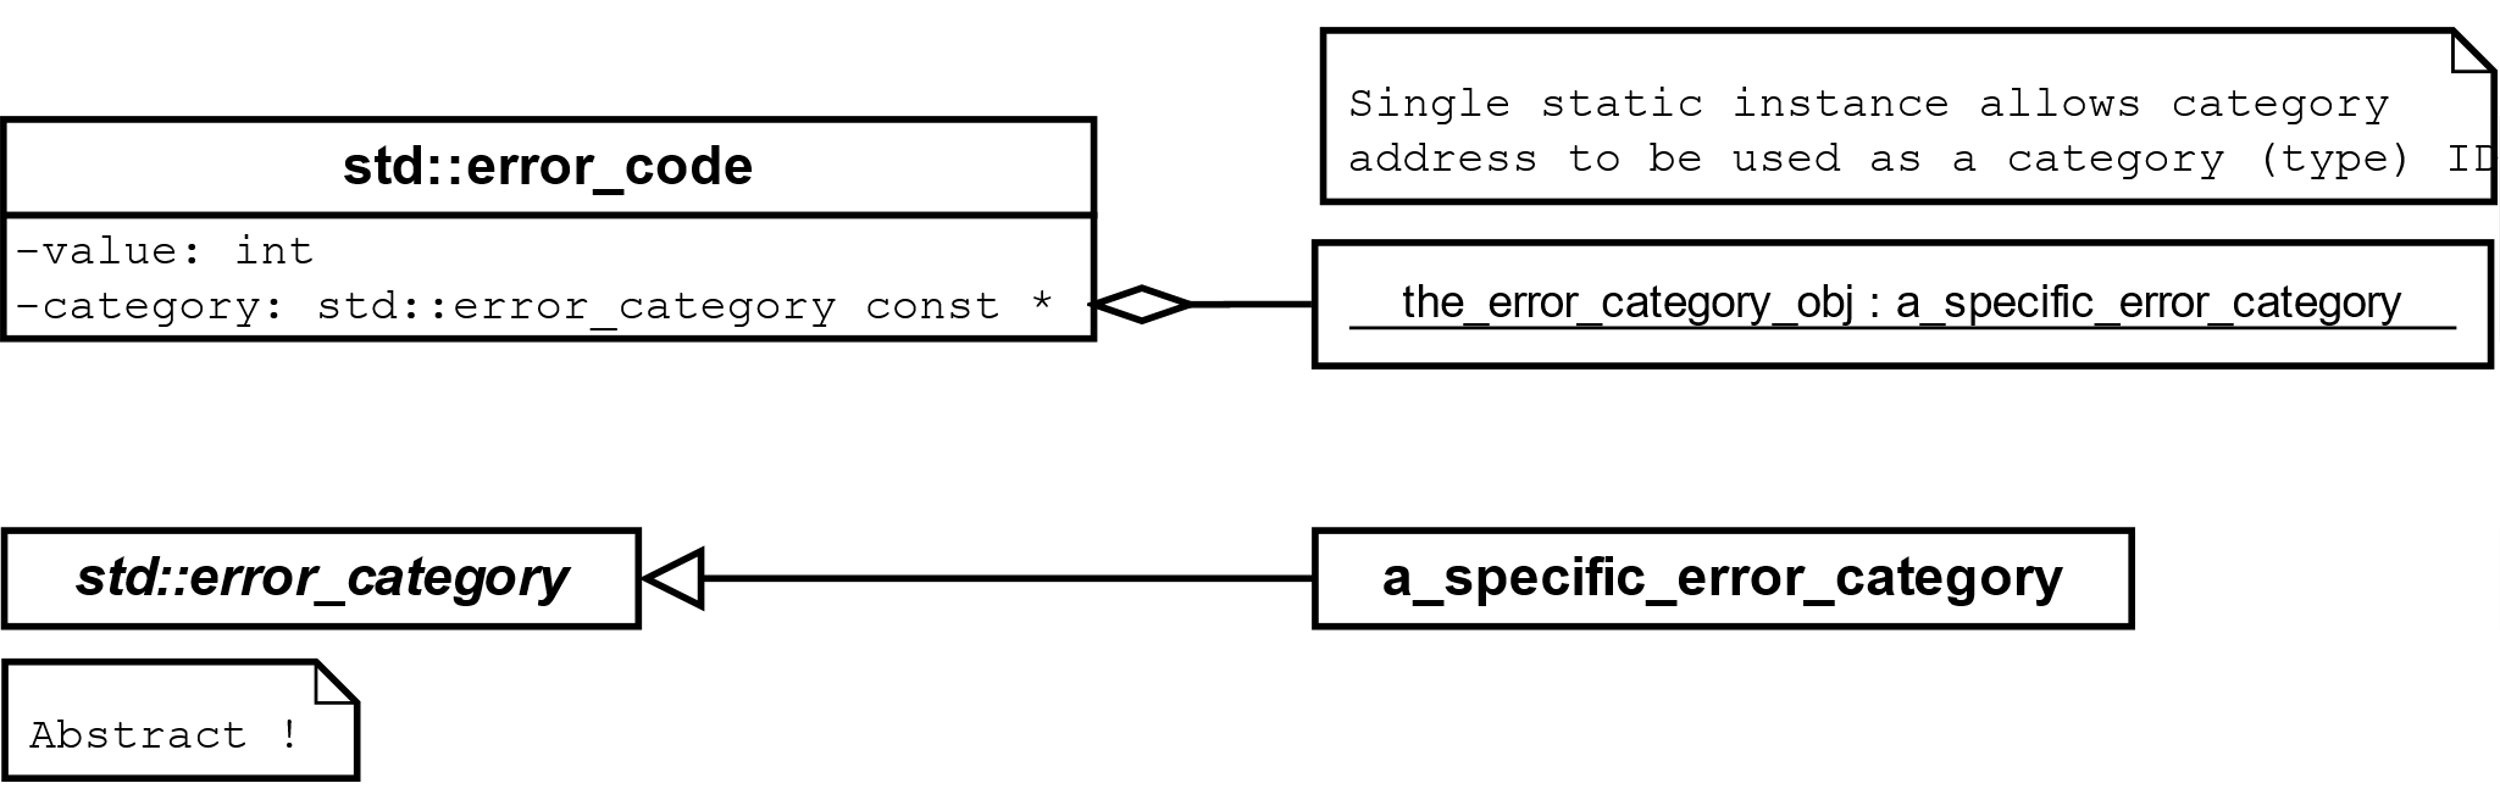 Single static instance allows category
address to be used as a category (type) ID
std::error_code
-value: int
-category: std::error_category const *
the_error_category_obj : a_specific_error_category
std::error_category
a_specific_error_category
Abstract !